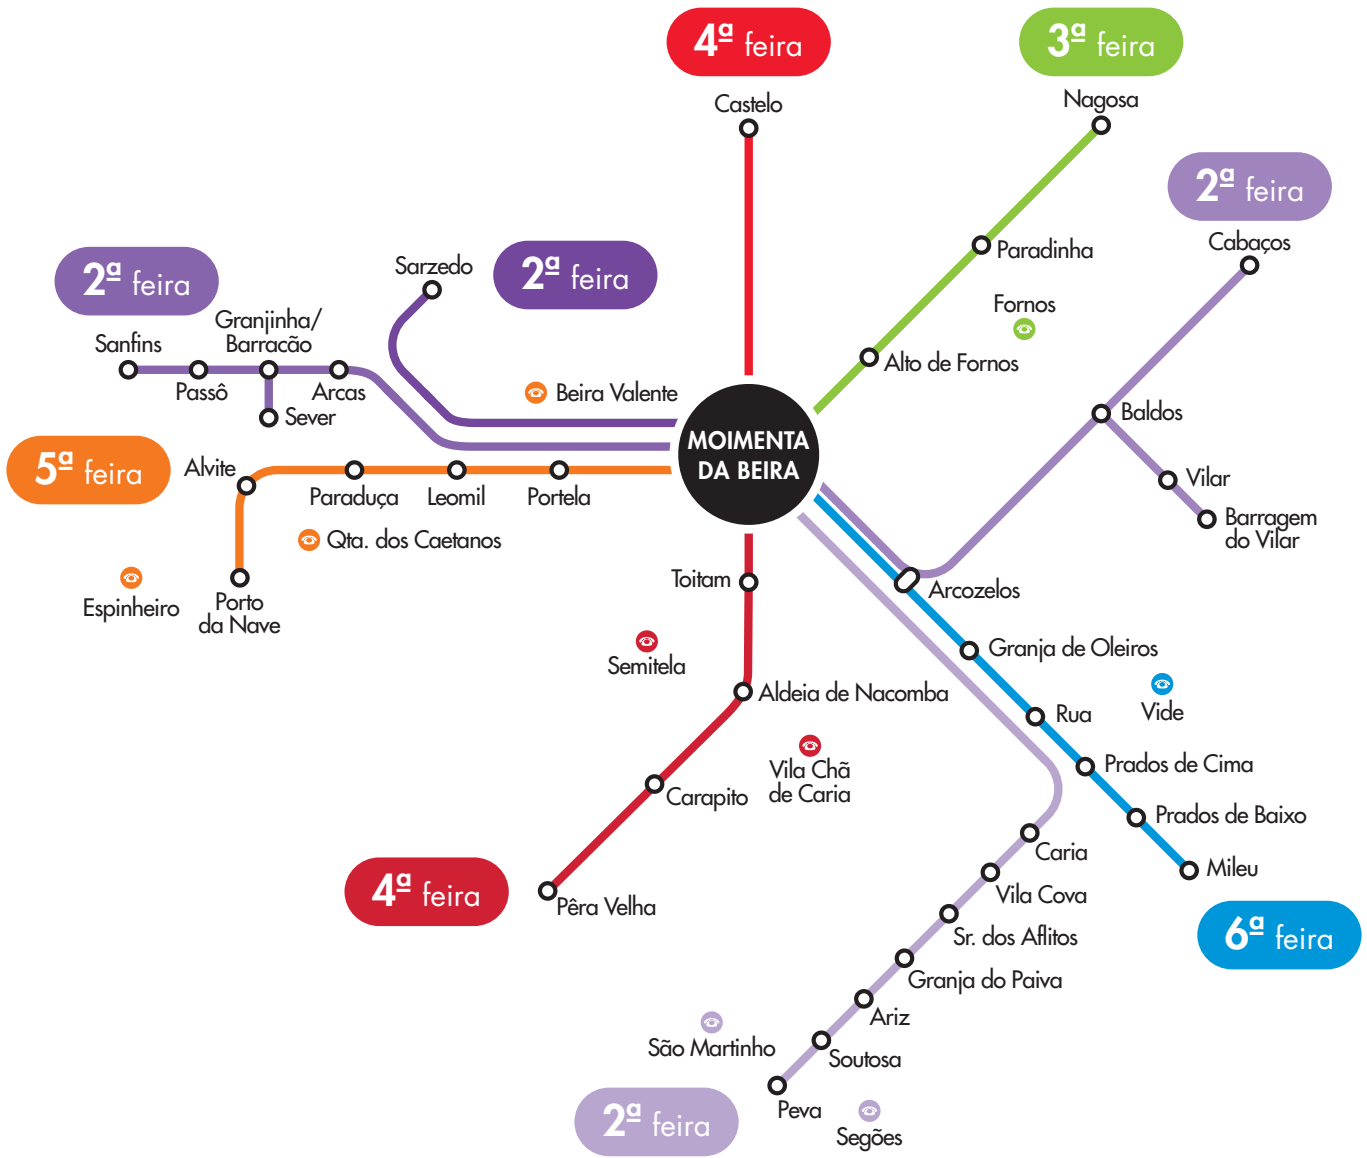 4ª feira
3ª feira
Castelo
Nagosa
2ª feira
Cabaços
Paradinha
Fornos
Alto de Fornos
Baldos
Vilar
Barragem
do Vilar
2ª feira
Sarzedo
2ª feira
Sanfins
Granjinha/
Barracão
Passô
Arcas
Sever
Beira Valente
MOIMENTA
DA BEIRA
5ª feira
Alvite
Paraduça
Leomil
Portela
Qta. dos Caetanos
Espinheiro
Porto
da Nave
Toitam
Semitela
Aldeia de Nacomba
Vila Chã
de Caria
Carapito
4ª feira
Pêra Velha
Arcozelos
Granja de Oleiros
Vide
Rua
Prados de Cima
Prados de Baixo
Mileu
6ª feira
Caria
Vila Cova
Sr. dos Aflitos
Granja do Paiva
Ariz
São Martinho
Soutosa
Peva
2ª feira
Segões